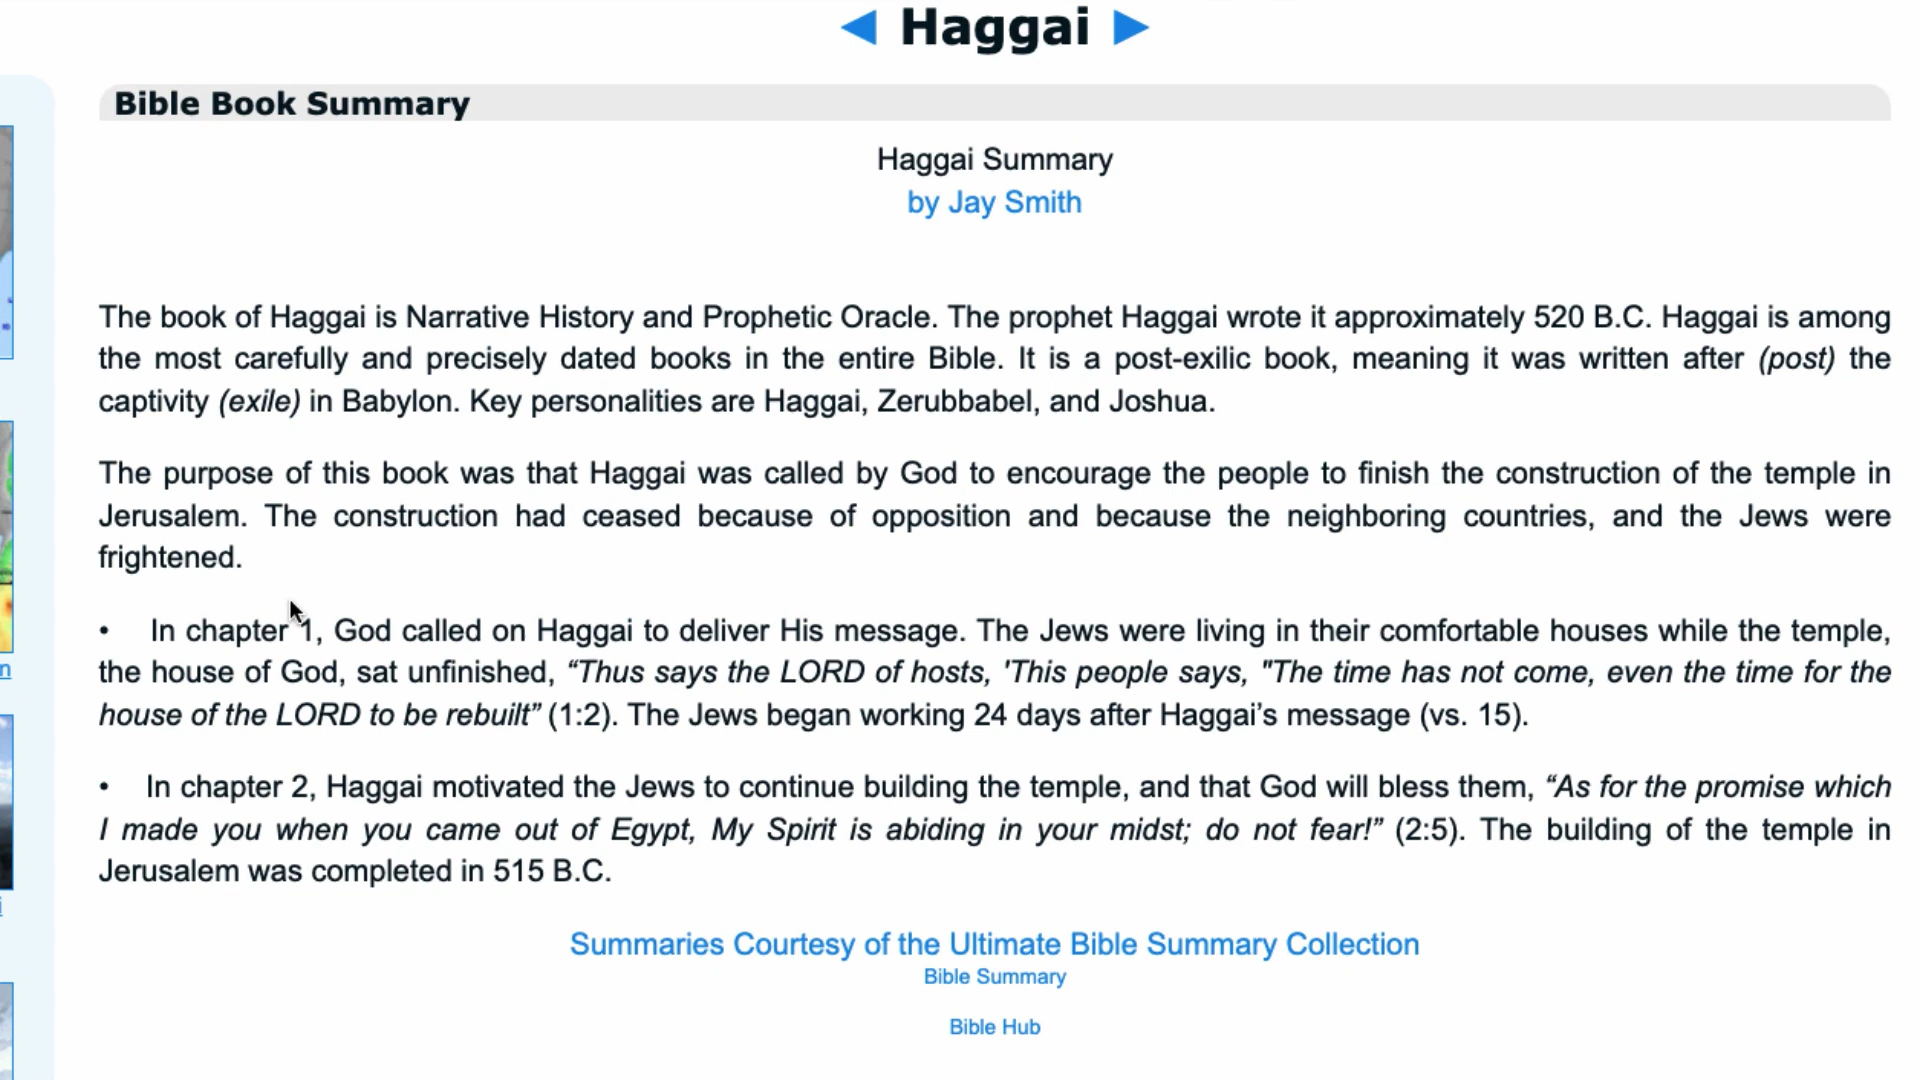 Haggai
Bible Book Summary
Haggai Summary
by Jay Smith
The book of Haggai is Narrative History and Prophetic Oracle. The prophet Haggai wrote it approximately 520 B.C. Haggai is among
the most carefully and precisely dated books in the entire Bible. It is a post-exilic book, meaning it was written after (post) the
captivity (exile) in Babylon. Key personalities are Haggai, Zerubbabel, and Joshua.
The purpose of this book was that Haggai was called by God to encourage the people to finish the construction of the temple in
Jerusalem. The construction had ceased because of opposition and because the neighboring countries, and the Jews were
frightened.
• In chapter 1, God called on Haggai to deliver His message. The Jews were living in their comfortable houses while the temple,
the house of God, sat unfinished, “Thus says the LORD of hosts, 'This people says, "The time has not come, even the time for the
house of the LORD to be rebuilt” (1:2). The Jews began working 24 days after Haggai’s message (vs. 15).
• In chapter 2, Haggai motivated the Jews to continue building the temple, and that God will bless them, “As for the promise which
I made you when you came out of Egypt, My Spirit is abiding in your midst; do not fear!” (2:5). The building of the temple in
Jerusalem was completed in 515 B.C.
Summaries Courtesy of the Ultimate Bible Summary Collection
Bible Summary
Bible Hub
n
i